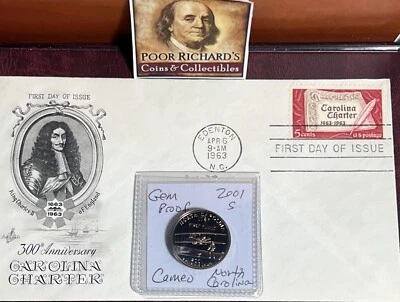 POOR RICHARD'S
Coins & Collectibles
FIRST DAY OF ISSUE
King Charles II
of England
1663
1963
300th Anniversary
CAROLINA
CHARTER
EDENTON
APR 6
9-AM
1963
N.C.
Carolina
Charter
1663-1963
5 cents
U.S. postage
FIRST DAY OF ISSUE
Gem
Proof
2001
S
NORTH CAROLINA
Cameo
North
Carolina